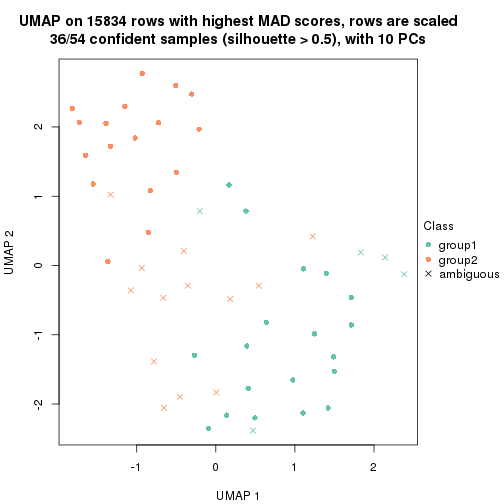 UMAP on 15834 rows with highest MAD scores, rows are scaled
36/54 confident samples (silhouette > 0.5), with 10 PCs
UMAP 2
2
1
0
-1
-2
-1
0
1
2
UMAP 1
Class
group1
group2
ambiguous